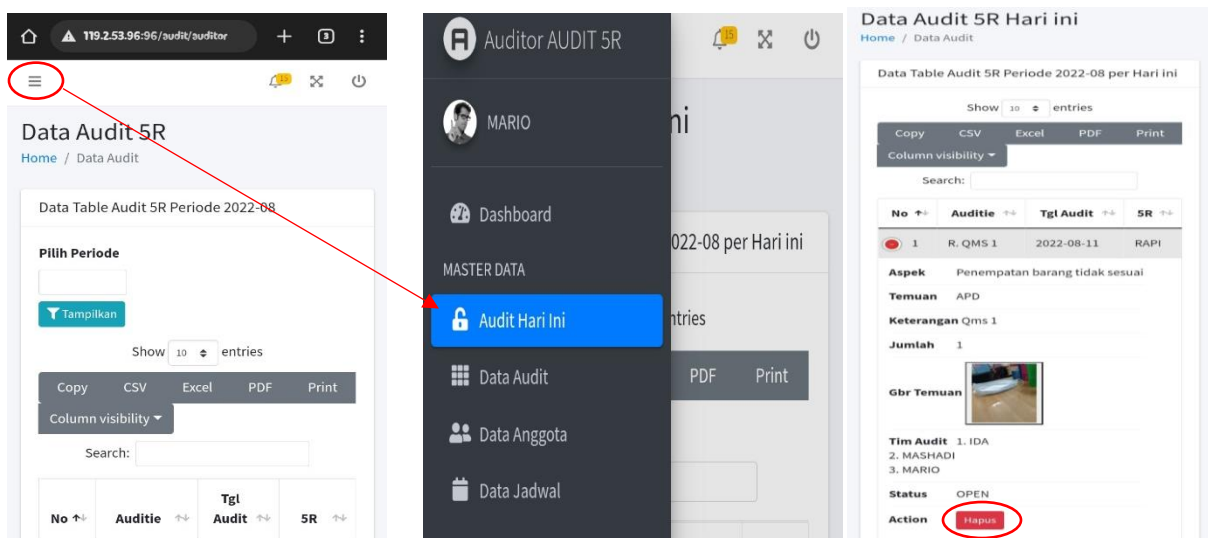 119.2.53.96:96/audit/auditor
3
15
Data Audit 5R
Home / Data Audit
Data Table Audit 5R Periode 2022-08
Pilih Periode
Tampilkan
Show 10 entries
Copy CSV Excel PDF Print
Column visibility
Search:
No Auditie Tgl Audit 5R
Auditor AUDIT 5R
15
MARIO
ni
Dashboard
022-08 per Hari ini
MASTER DATA
Audit Hari Ini
ntries
Data Audit
PDF Print
Data Anggota
Data Jadwal
Data Audit 5R Hari ini
Home / Data Audit
Data Table Audit 5R Periode 2022-08 per Hari ini
Show 10 entries
Copy CSV Excel PDF Print
Column visibility
Search:
No Auditie Tgl Audit 5R
1 R. QMS 1 2022-08-11 RAPI
Aspek Penempatan barang tidak sesuai
Temuan APD
Keterangan Qms 1
Jumlah 1
Gbr Temuan
Tim Audit 1. IDA
2. MASHADI
3. MARIO
Status OPEN
Action Hapus